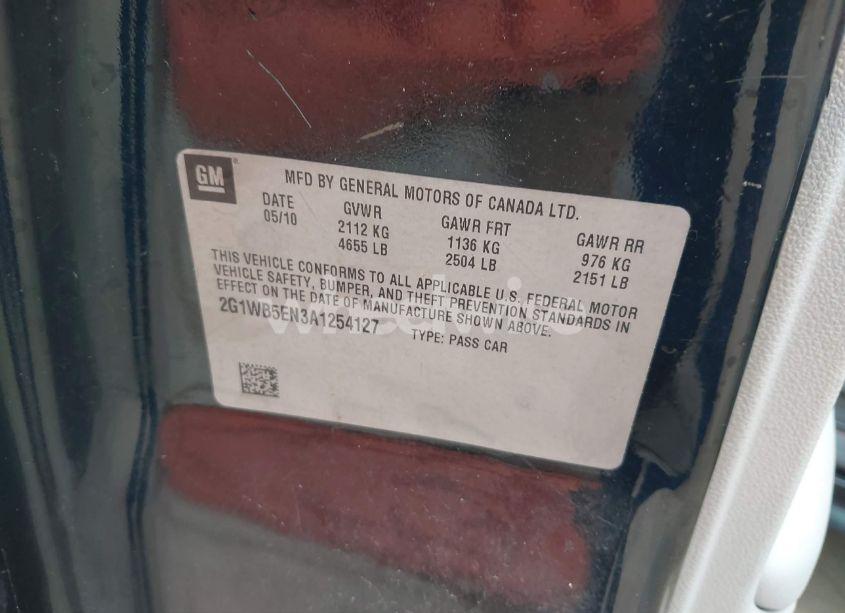 GM
MFD BY GENERAL MOTORS OF CANADA LTD.
DATE GVWR GAWR FRT GAWR RR
05/10 2112 KG 1136 KG 976 KG
4655 LB 2504 LB 2151 LB
THIS VEHICLE CONFORMS TO ALL APPLICABLE U.S. FEDERAL MOTOR
VEHICLE SAFETY, BUMPER, AND THEFT PREVENTION STANDARDS IN
EFFECT ON THE DATE OF MANUFACTURE SHOWN ABOVE.
2G1WB5EN3A1254127 TYPE: PASS CAR